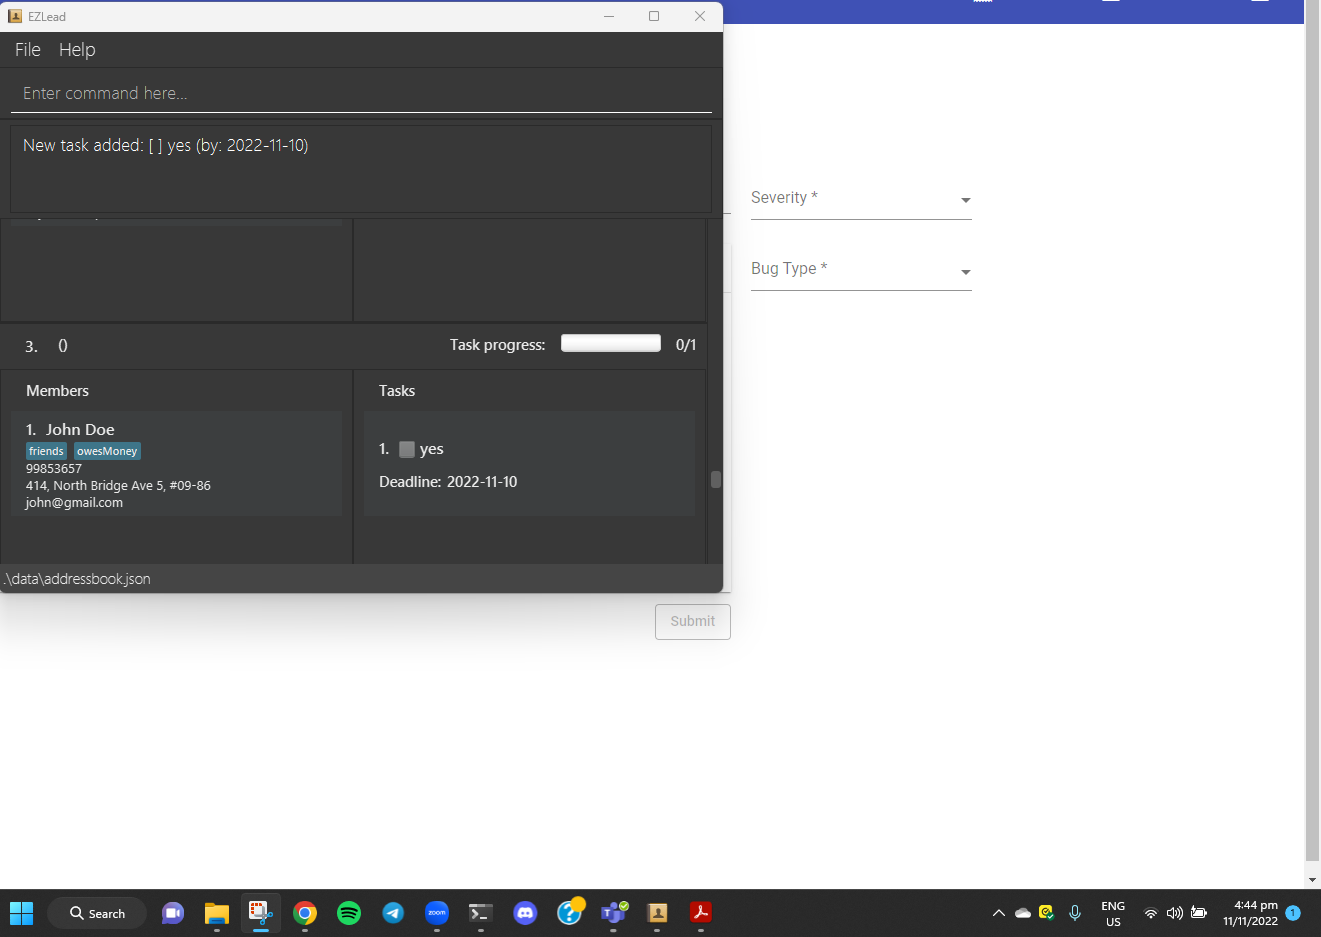 EZLead
File Help
Enter command here...
New task added: [ ] yes (by: 2022-11-10)
Severity *
Bug Type *
3. () Task progress: 0/1
Members
Tasks
1. John Doe
friends owesMoney
99853657
414, North Bridge Ave 5, #09-86
john@gmail.com
1. yes
Deadline: 2022-11-10
.\data\addressbook.json
Submit
Search
zoom
ENG
US
4:44 pm
11/11/2022
1